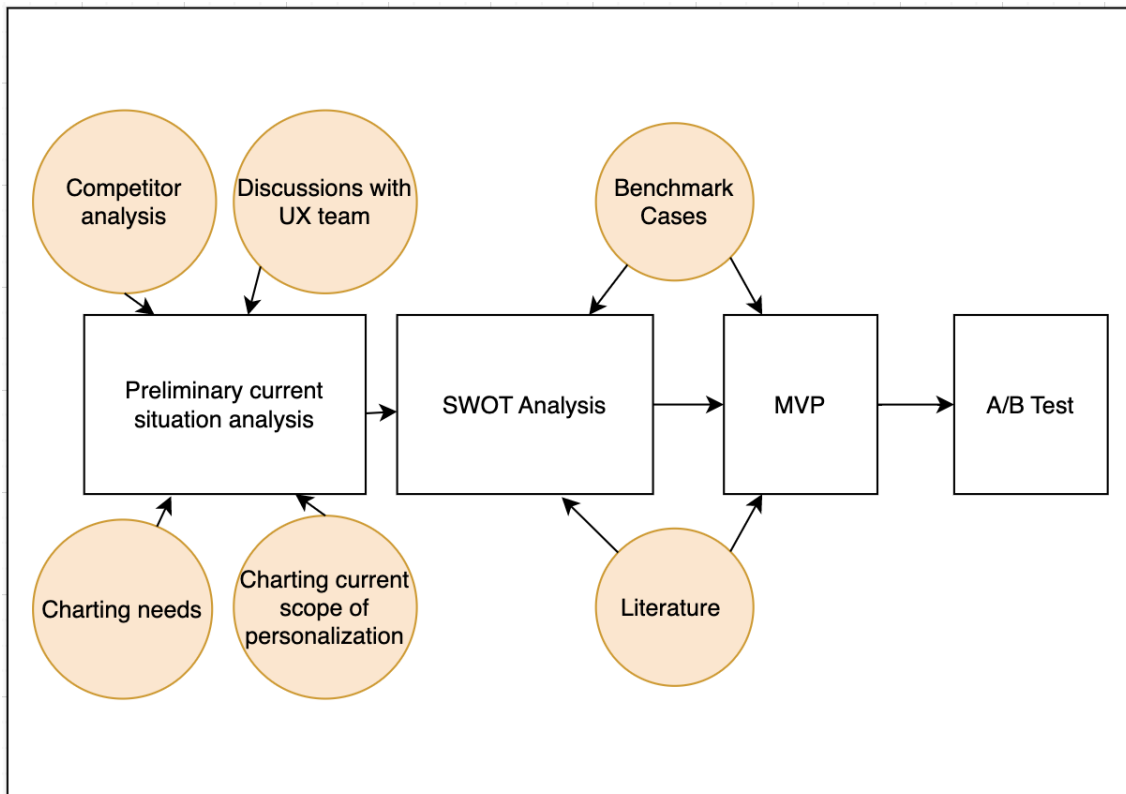 Competitor
analysis
Discussions with
UX team
Benchmark
Cases
Preliminary current
situation analysis
SWOT Analysis
MVP
A/B Test
Charting needs
Charting current
scope of
personalization
Literature